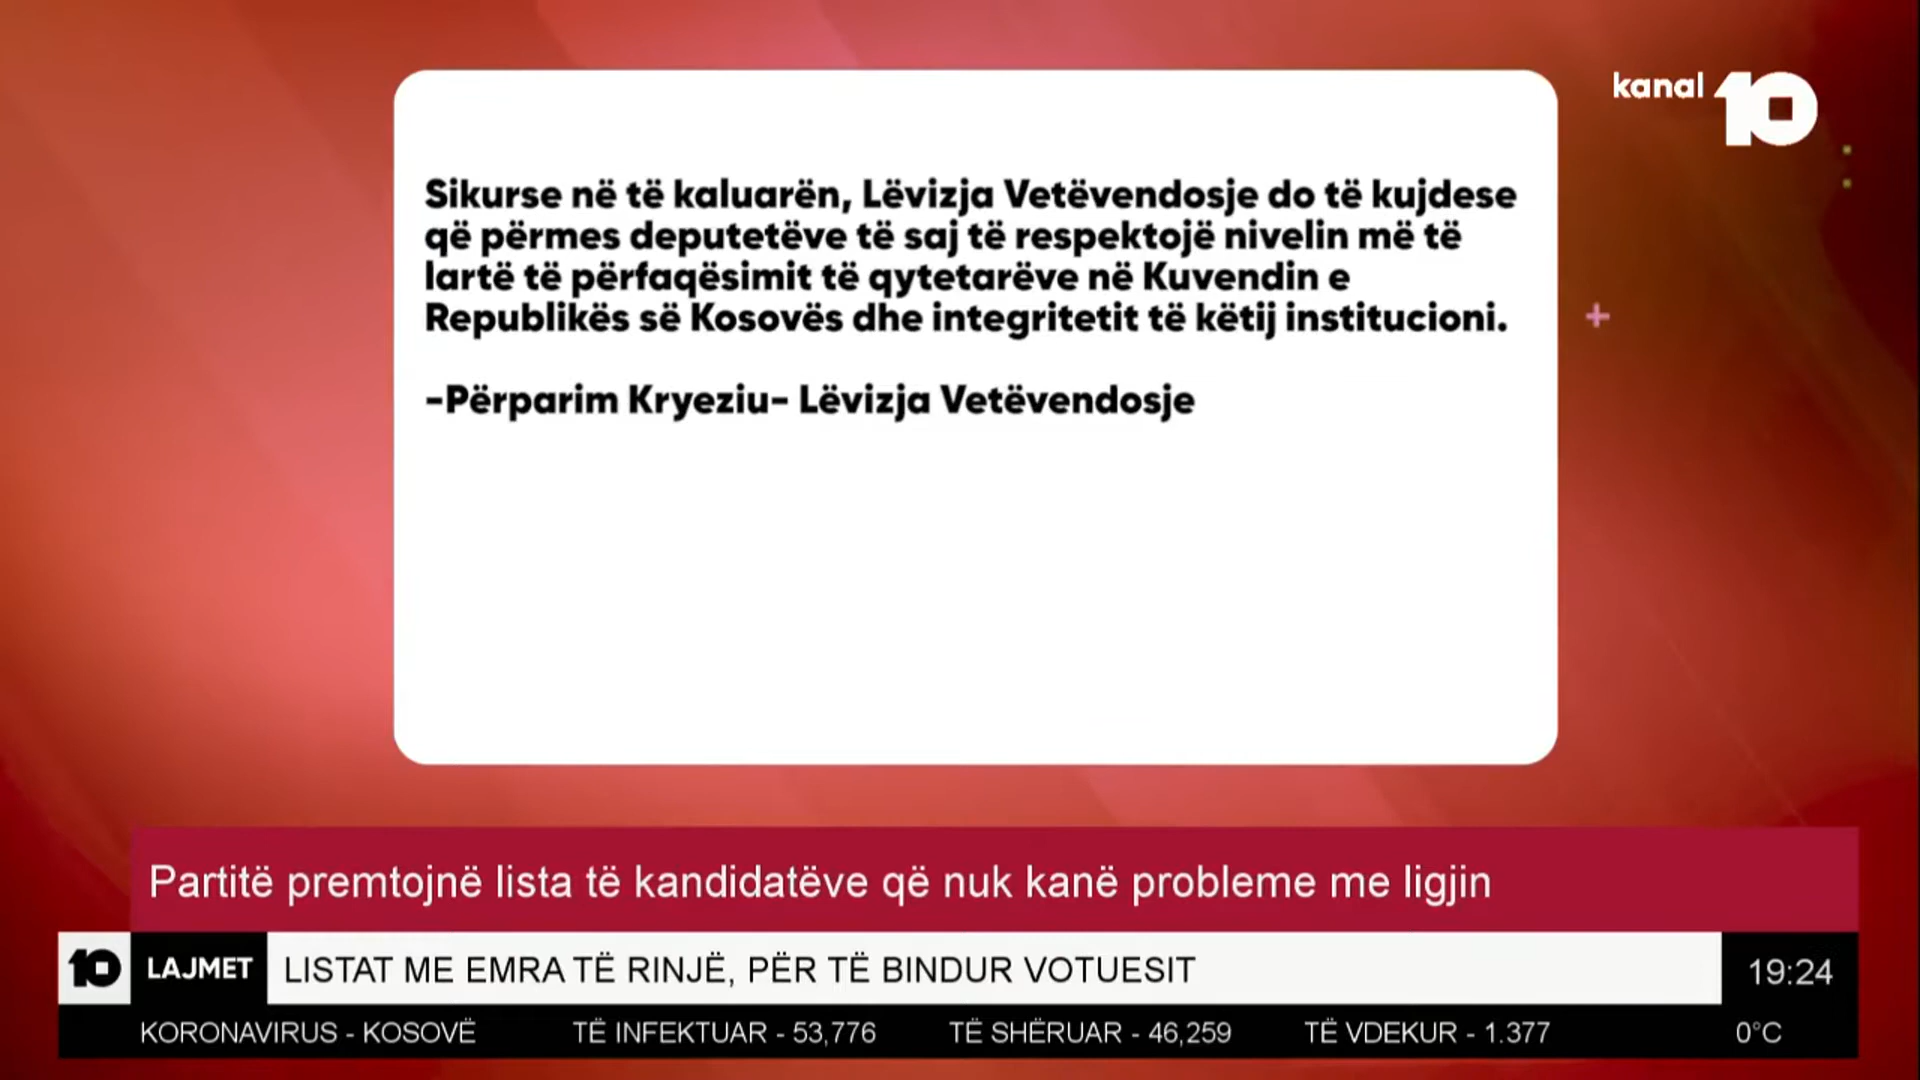 kanal 10
Sikurse në të kaluarën, Lëvizja Vetëvendosje do të kujdese
që përmes deputetëve të saj të respektojë nivelin më të
lartë të përfaqësimit të qytetarëve në Kuvendin e
Republikës së Kosovës dhe integritetit të këtij institucioni.
-Përparim Kryeziu- Lëvizja Vetëvendosje
Partitë premtojnë lista të kandidatëve që nuk kanë probleme me ligjin
10 LAJMET LISTAT ME EMRA TË RINJË, PËR TË BINDUR VOTUESIT 19:24
KORONAVIRUS - KOSOVË TË INFEKTUAR - 53,776 TË SHËRUAR - 46,259 TË VDEKUR - 1.377 0°C